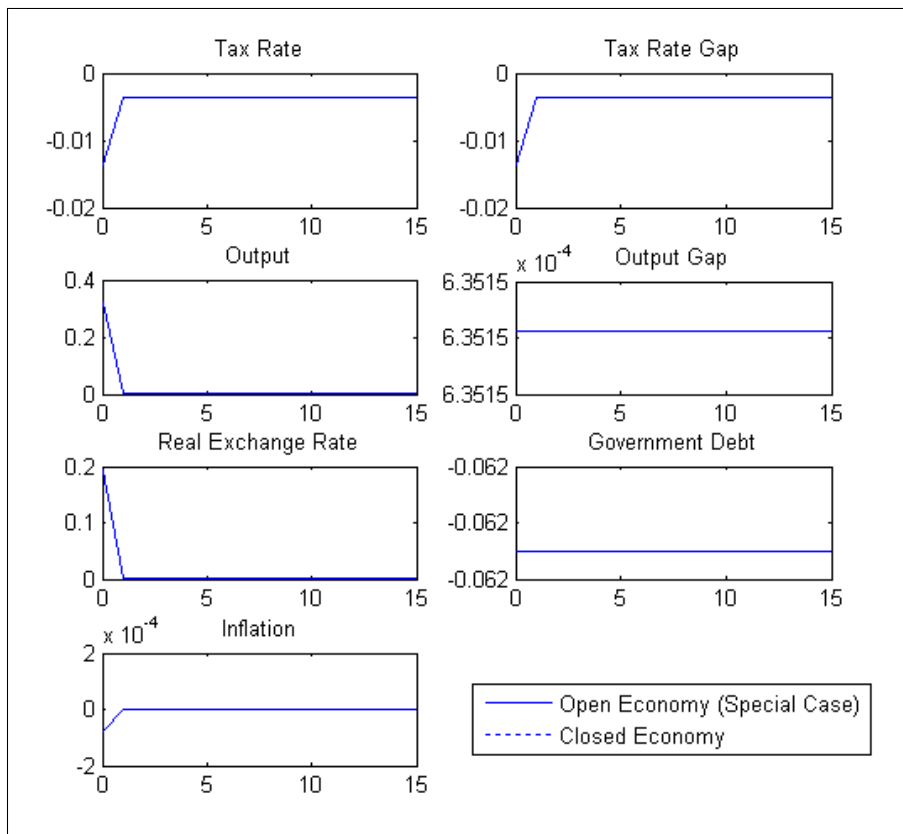 Tax Rate
0
-0.01
-0.02
0 5 10 15
Tax Rate Gap
0
-0.01
-0.02
0 5 10 15
Output
0.4
0.2
0
0 5 10 15
x 10^-4 Output Gap
6.3515
6.3515
6.3515
0 5 10 15
Real Exchange Rate
0.2
0.1
0
0 5 10 15
Government Debt
-0.062
-0.062
-0.062
0 5 10 15
x 10^-4 Inflation
2
0
-2
0 5 10 15
Open Economy (Special Case)
Closed Economy